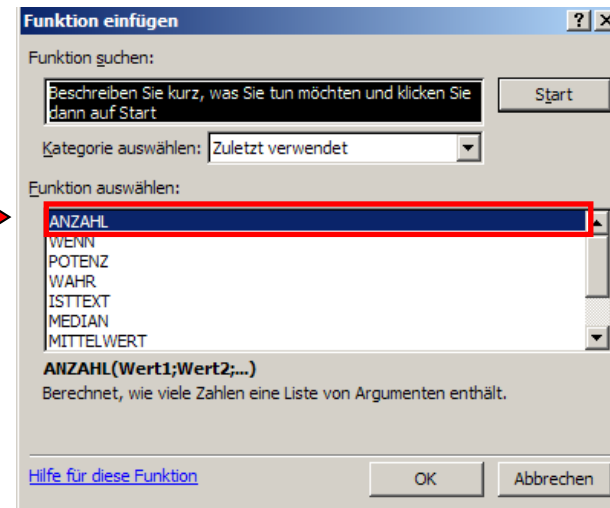 Funktion einfügen
Funktion suchen:
Beschreiben Sie kurz, was Sie tun möchten und klicken Sie
dann auf Start
Start
Kategorie auswählen: Zuletzt verwendet
Funktion auswählen:
ANZAHL
WENN
POTENZ
WAHR
ISTTEXT
MEDIAN
MITTELWERT
ANZAHL(Wert1;Wert2;...)
Berechnet, wie viele Zahlen eine Liste von Argumenten enthält.
Hilfe für diese Funktion
OK
Abbrechen